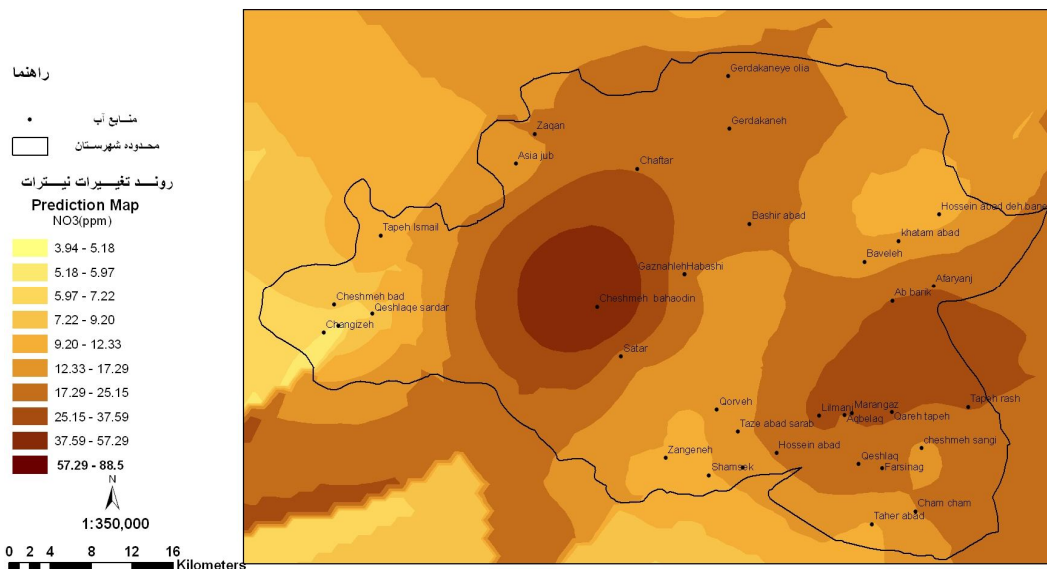 راهنما
منابع آب
محدوده شهرستان
روند تغییرات نیترات
Prediction Map
NO3(ppm)
3.94 - 5.18
5.18 - 5.97
5.97 - 7.22
7.22 - 9.20
9.20 - 12.33
12.33 - 17.29
17.29 - 25.15
25.15 - 37.59
37.59 - 57.29
57.29 - 88.5
N
1:350,000
0 2 4 8 12 16
Kilometers
Gerdakaneye olia
Zaqan
Gerdakaneh
Asia jub
Chaftar
Hossein abad deh bane
Tapeh Ismail
Bashir abad
khatam abad
Baveleh
GaznahlehHabashi
Afaryanj
Cheshmeh bad
Cheshmeh bahaodin
Ab barik
Qeshlaqe sardar
Changizeh
Satar
Qorveh
Lilmani
Marangaz
Tapeh rash
Aqbelaq
Qareh tapeh
Taze abad sarab
Hossein abad
cheshmeh sangi
Zangeneh
Qeshlaq
Shamsek
Farsinag
Cham cham
Taher abad